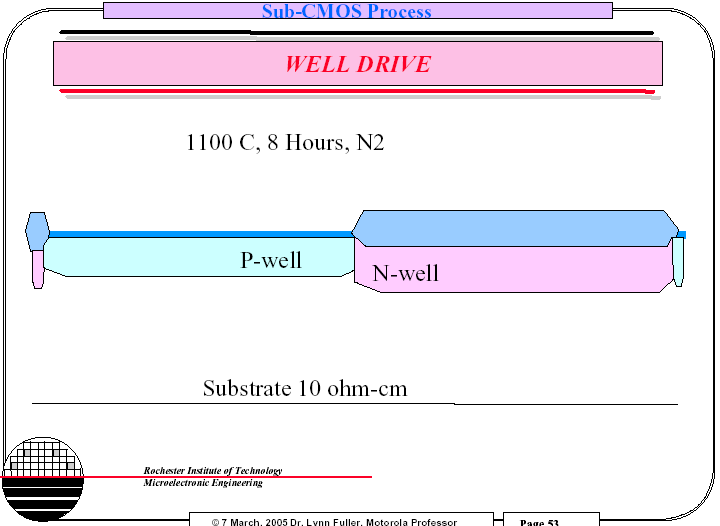 Sub-CMOS Process
WELL DRIVE
1100 C, 8 Hours, N2
P-well
N-well
Substrate 10 ohm-cm
Rochester Institute of Technology
Microelectronic Engineering
© 7 March, 2005 Dr. Lynn Fuller, Motorola Professor
Page 53